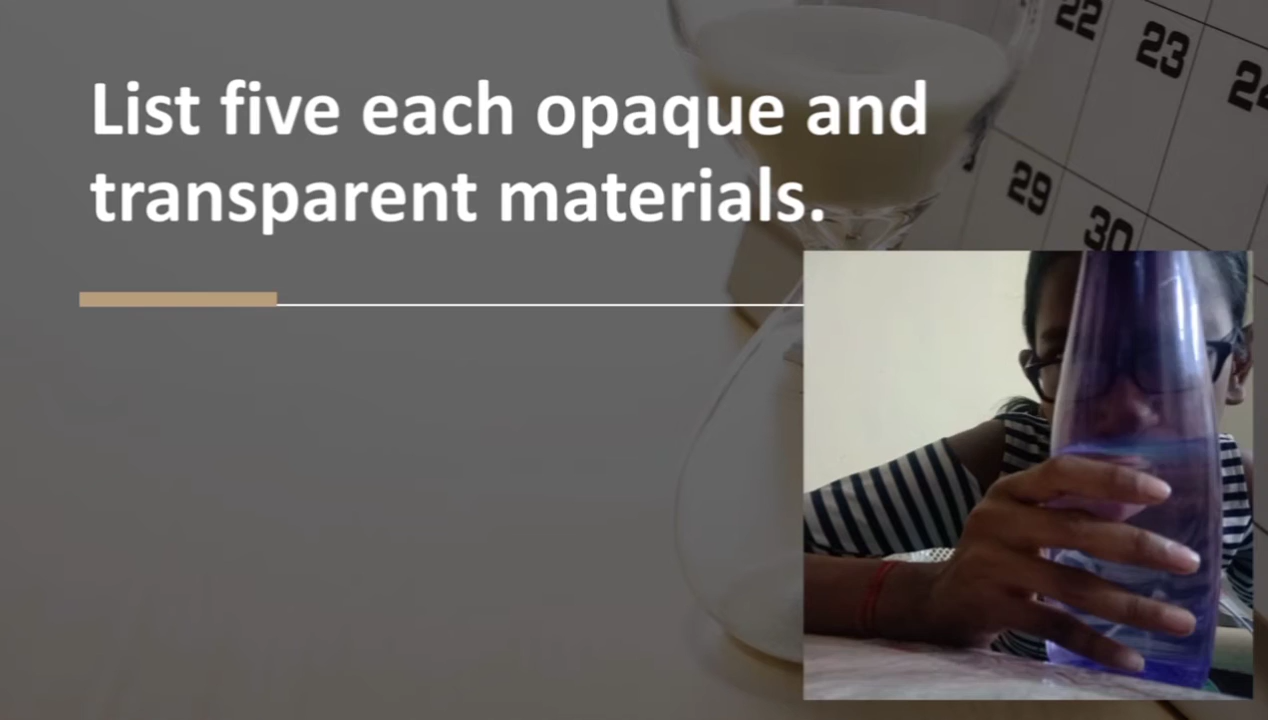 List five each opaque and
transparent materials.
22
23
29
30